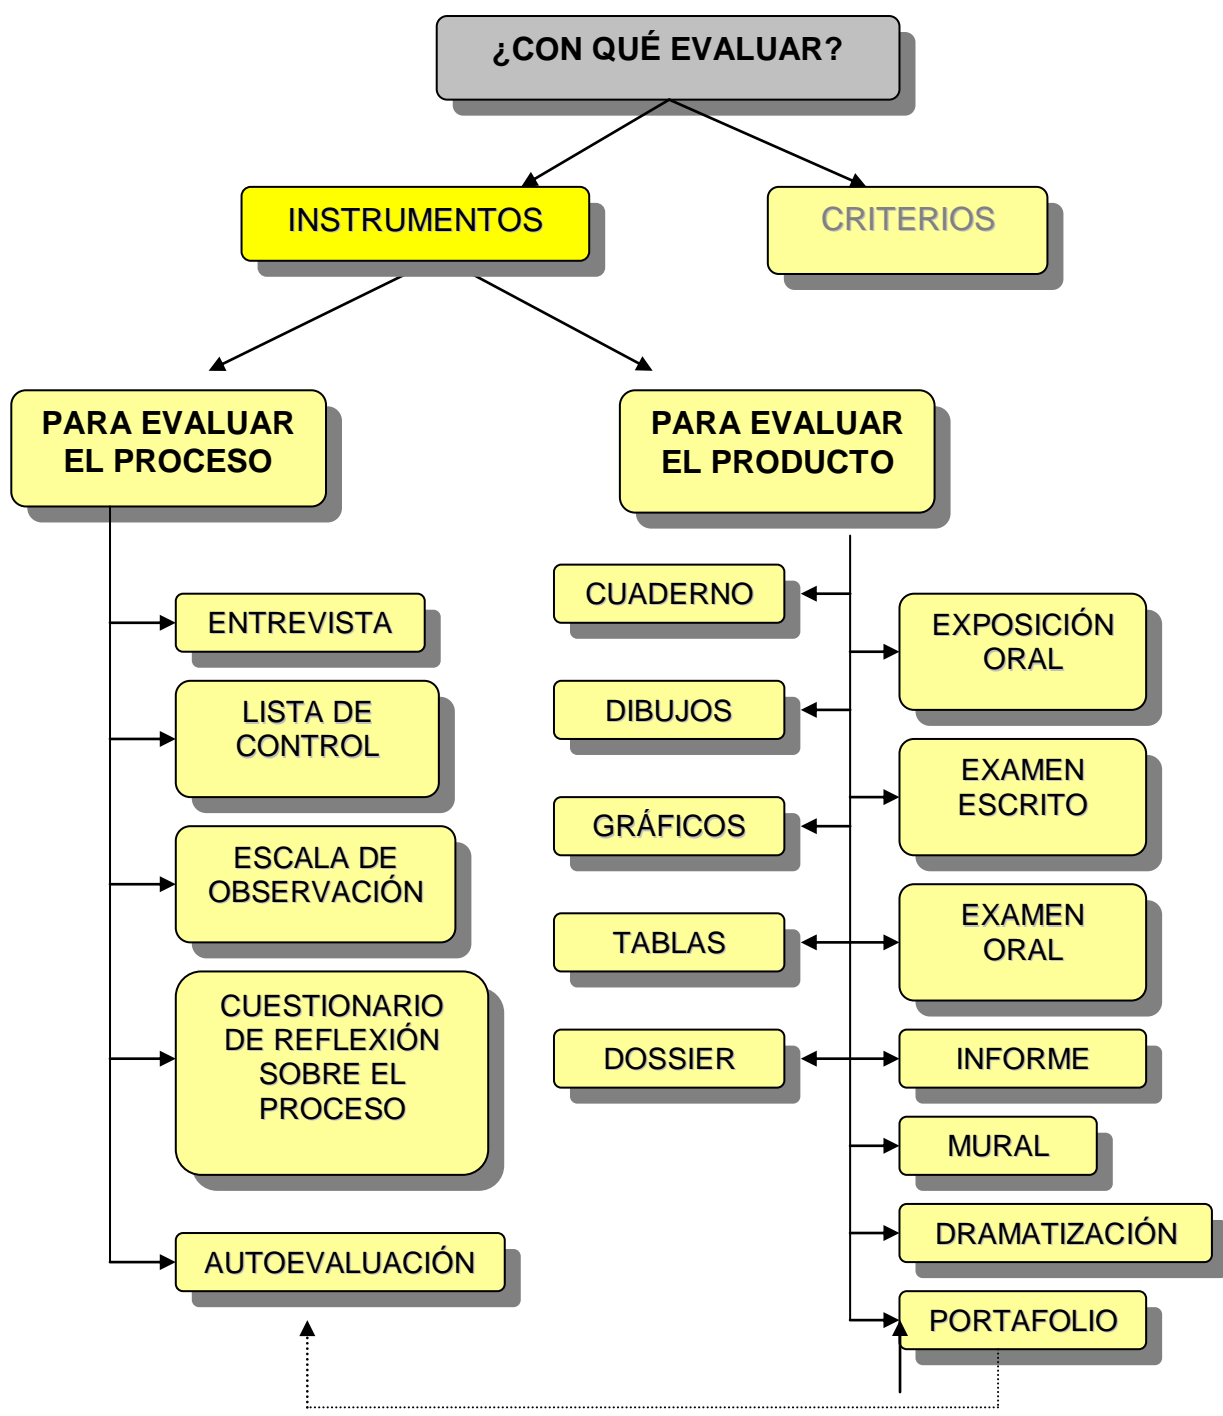 ¿CON QUÉ EVALUAR?
INSTRUMENTOS
CRITERIOS
PARA EVALUAR
EL PROCESO
PARA EVALUAR
EL PRODUCTO
ENTREVISTA
LISTA DE
CONTROL
ESCALA DE
OBSERVACIÓN
CUESTIONARIO
DE REFLEXIÓN
SOBRE EL
PROCESO
AUTOEVALUACIÓN
CUADERNO
DIBUJOS
GRÁFICOS
TABLAS
DOSSIER
EXPOSICIÓN
ORAL
EXAMEN
ESCRITO
EXAMEN
ORAL
INFORME
MURAL
DRAMATIZACIÓN
PORTAFOLIO